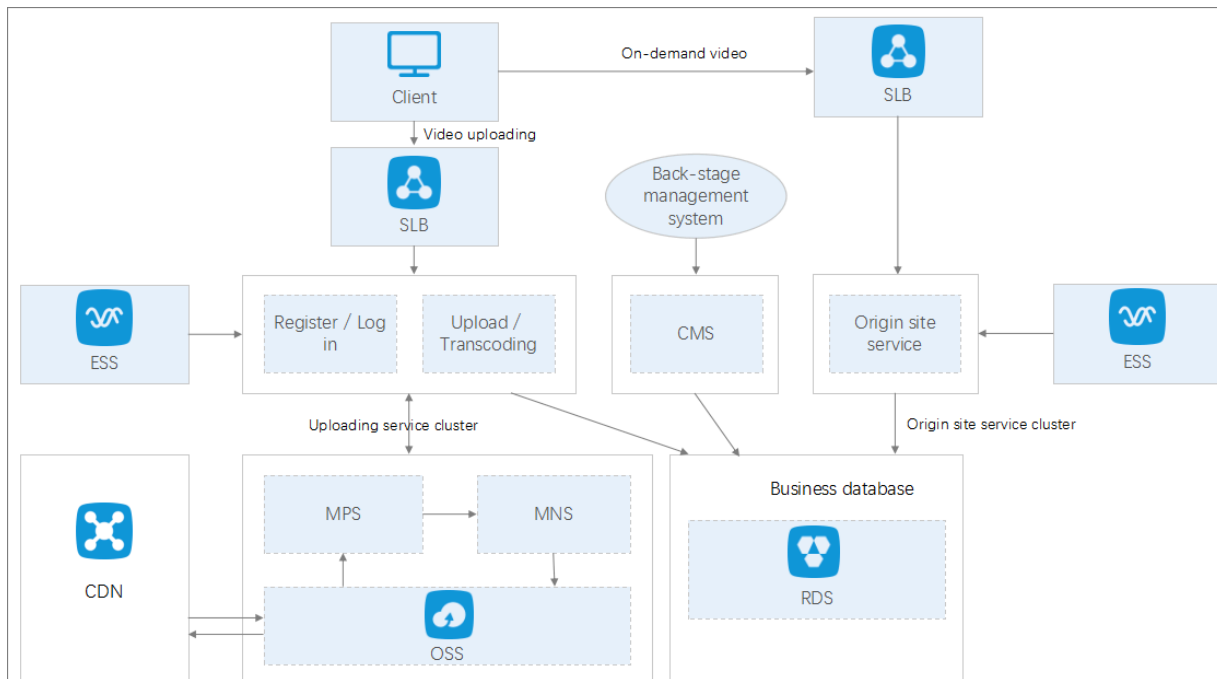 On-demand video
Client
SLB
Video uploading
SLB
Back-stage
management
system
ESS
Register / Log
in
Upload /
Transcoding
CMS
Origin site
service
ESS
Uploading service cluster
Origin site service cluster
CDN
MPS
MNS
OSS
Business database
RDS